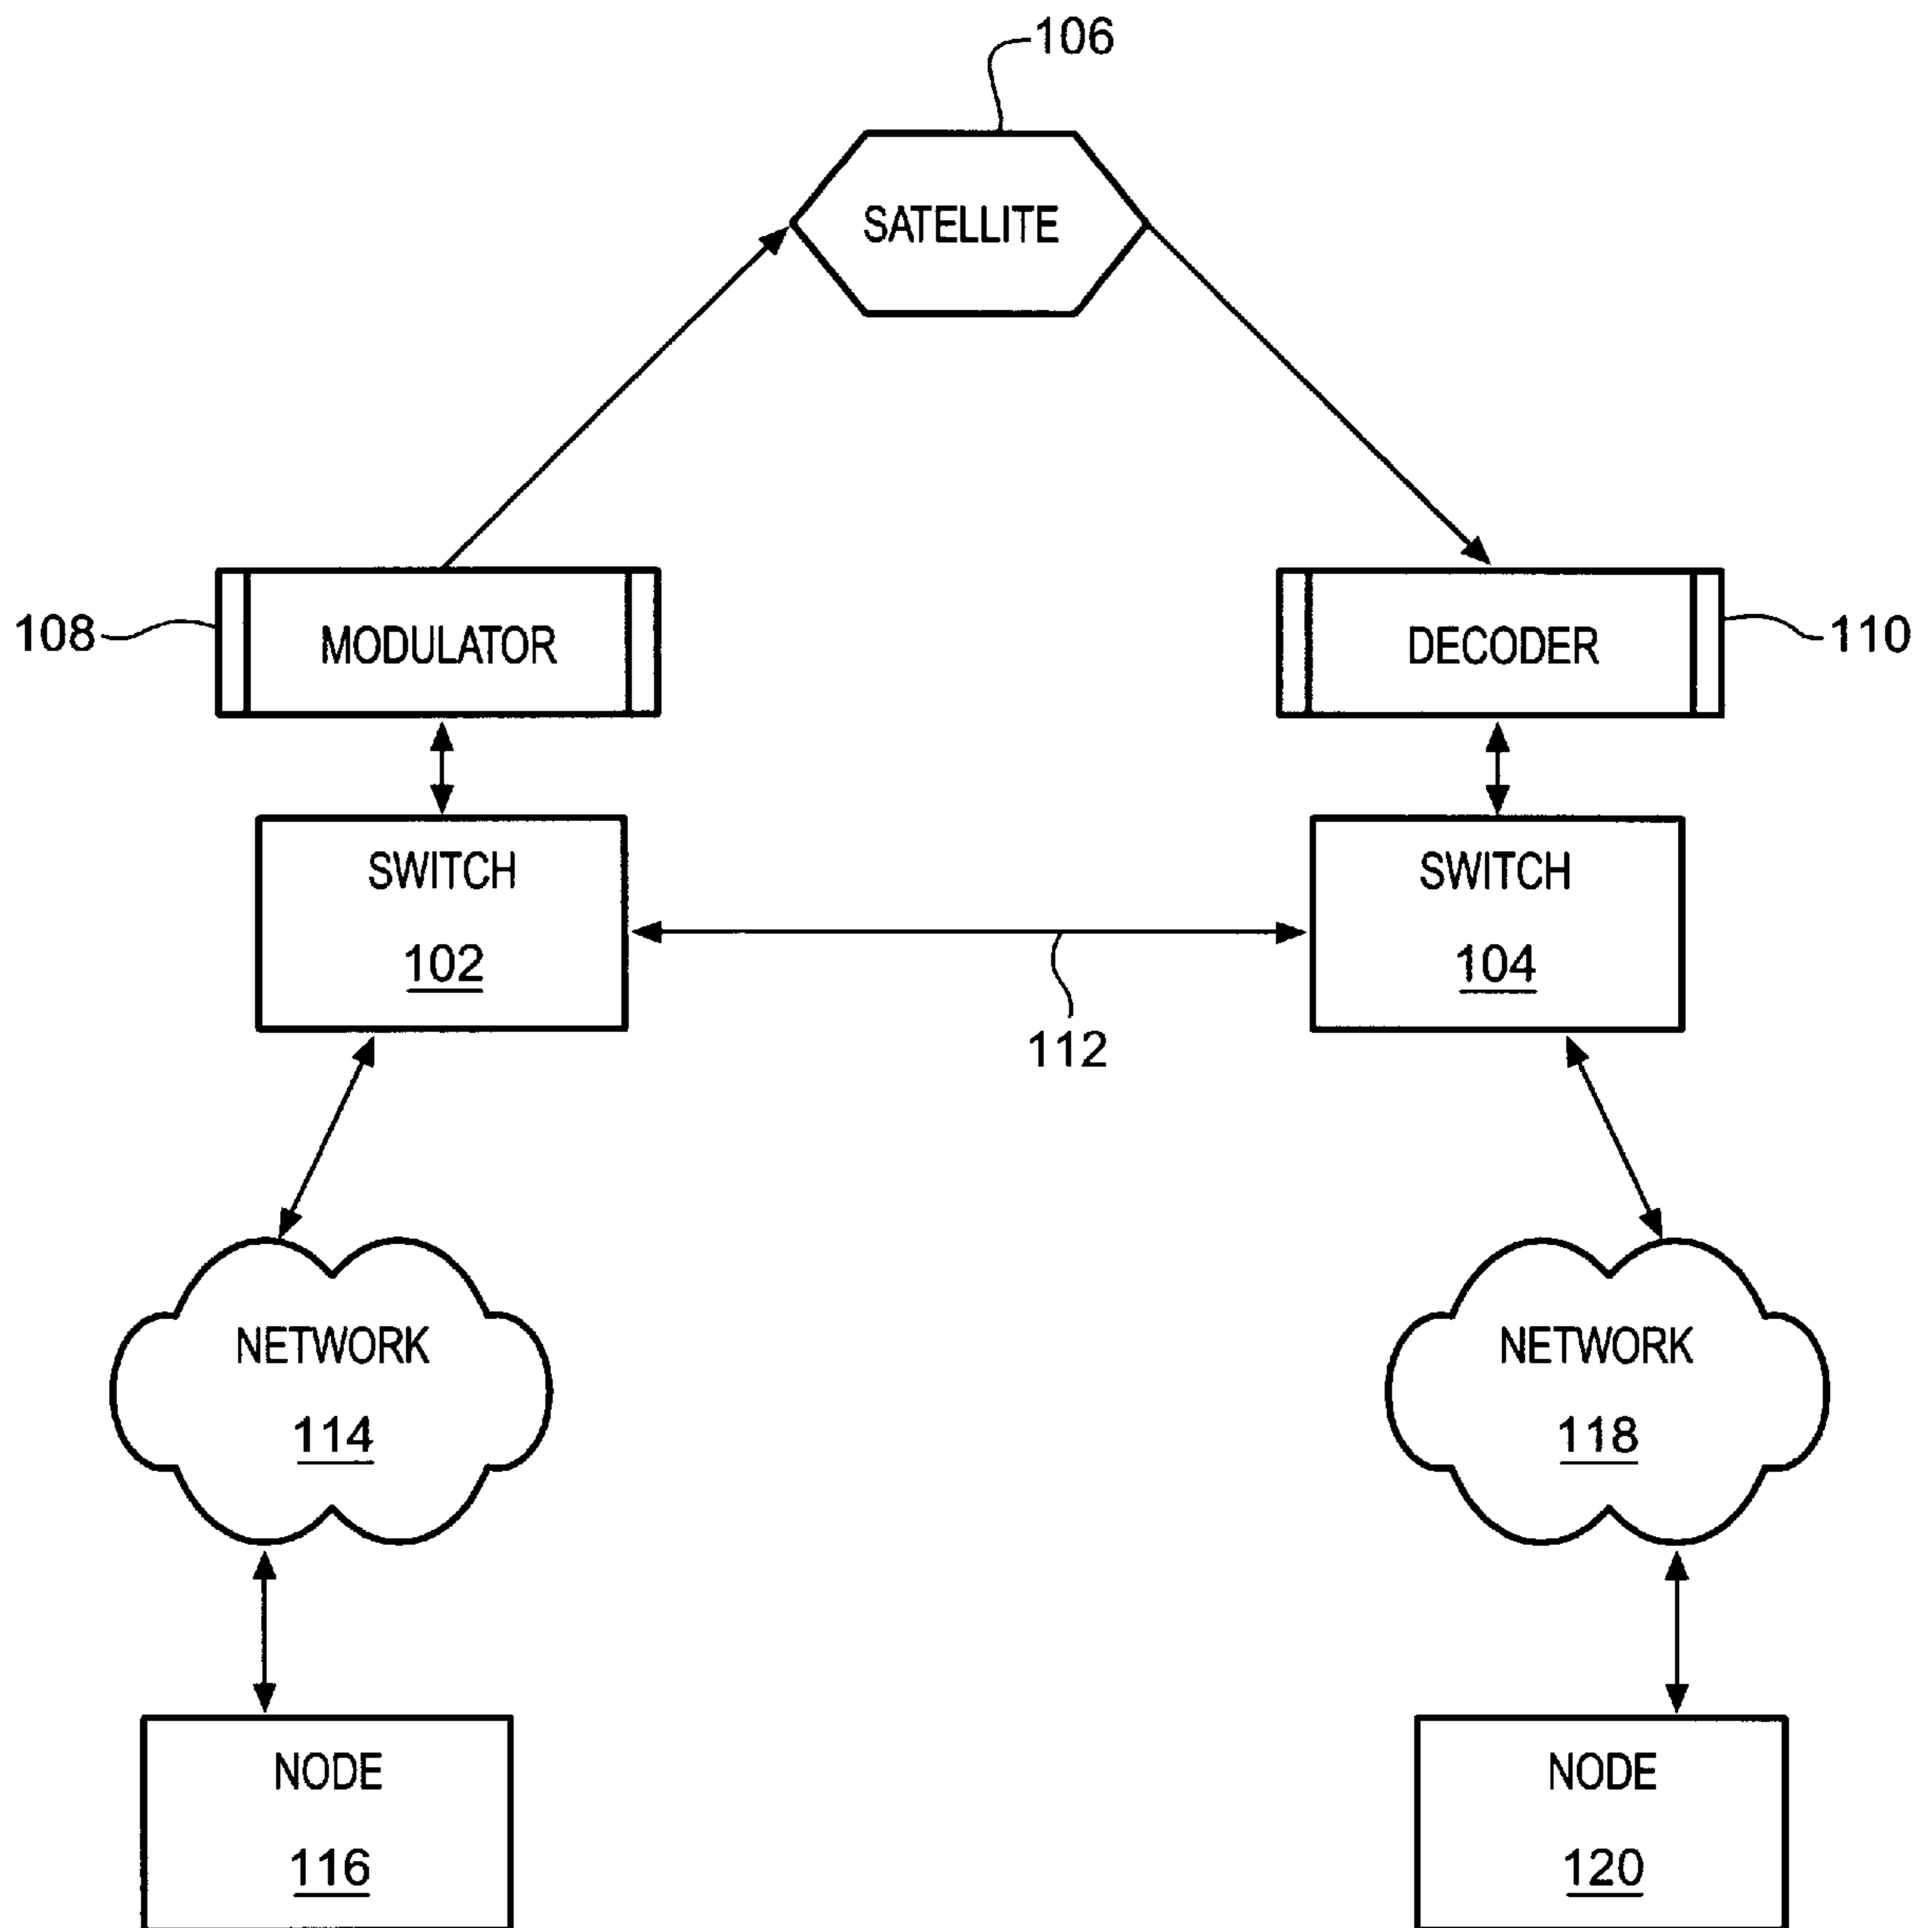 106
SATELLITE
108
MODULATOR
DECODER
110
SWITCH
102
SWITCH
104
112
NETWORK
114
NETWORK
118
NODE
116
NODE
120